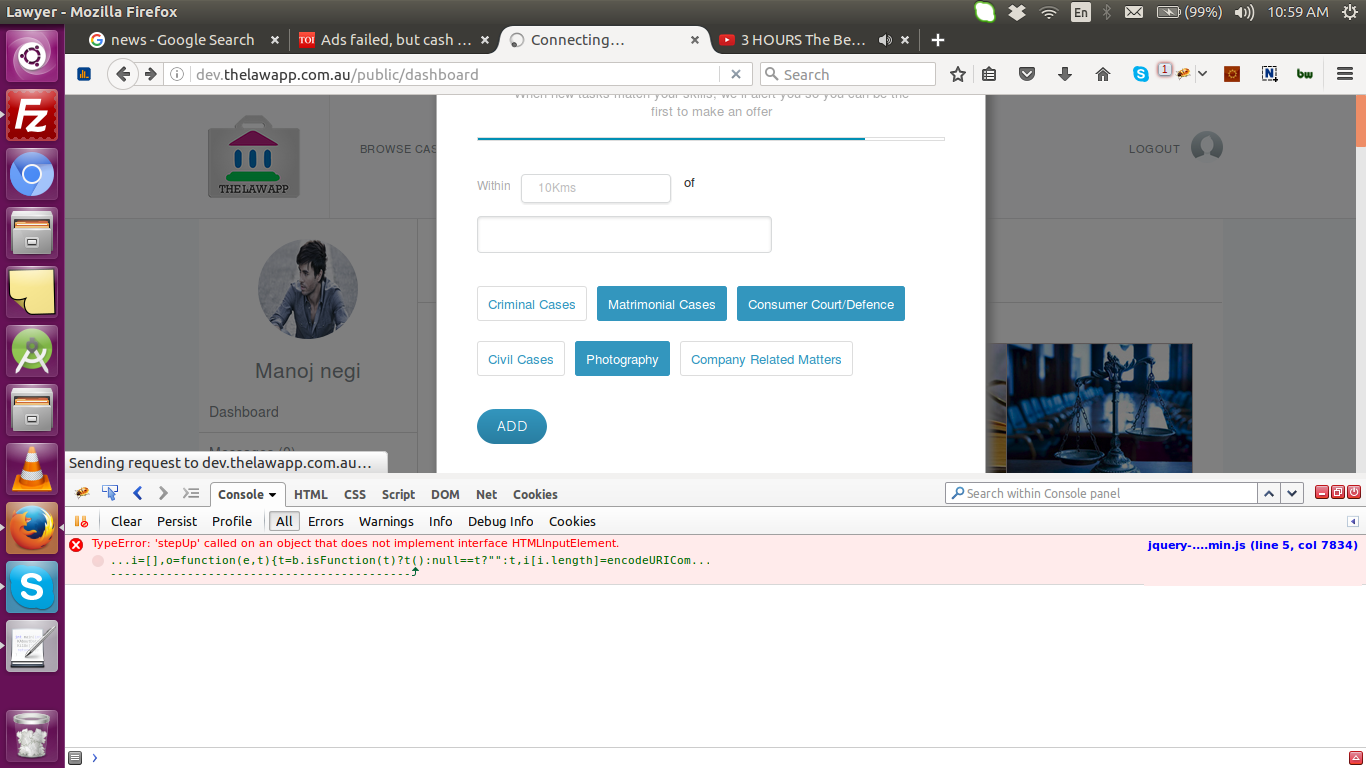 Lawyer - Mozilla Firefox
En
(99%)
10:59 AM
news - Google Search
TOI
Ads failed, but cash ...
Connecting...
3 HOURS The Be...
dev.thelawapp.com.au/public/dashboard
Search
1
N
bw
When new tasks match your skills, we'll alert you so you can be the
first to make an offer
THE LAW APP
BROWSE CAS
LOGOUT
Within
10Kms
of
Criminal Cases
Matrimonial Cases
Consumer Court/Defence
Civil Cases
Photography
Company Related Matters
ADD
Manoj negi
Dashboard
Messages (0)
Sending request to dev.thelawapp.com.au...
Console
HTML
CSS
Script
DOM
Net
Cookies
Search within Console panel
Clear
Persist
Profile
All
Errors
Warnings
Info
Debug Info
Cookies
TypeError: 'stepUp' called on an object that does not implement interface HTMLInputElement.
jquery-....min.js (line 5, col 7834)
...i=[],o=function(e,t){t=b.isFunction(t)?t():null==t?"":t,i[i.length]=encodeURICom...